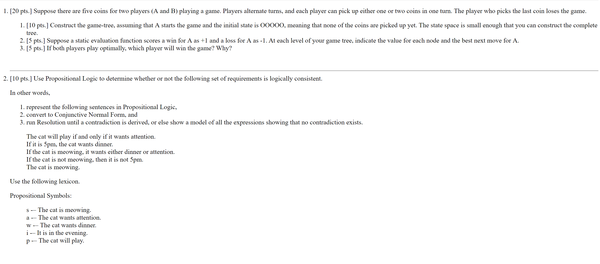 1. [20 pts.] Suppose there are five coins for two players (A and B) playing a game. Players alternate turns, and each player can pick up either one or two coins in one turn. The player who picks the last coin loses the game.
1. [10 pts.] Construct the game-tree, assuming that A starts the game and the initial state is OOOOO, meaning that none of the coins are picked up yet. The state space is small enough that you can construct the complete
tree.
2. [5 pts.] Suppose a static evaluation function scores a win for A as +1 and a loss for A as -1. At each level of your game tree, indicate the value for each node and the best next move for A.
3. [5 pts.] If both players play optimally, which player will win the game? Why?
2. [10 pts.] Use Propositional Logic to determine whether or not the following set of requirements is logically consistent.
In other words,
1. represent the following sentences in Propositional Logic,
2. convert to Conjunctive Normal Form, and
3. run Resolution until a contradiction is derived, or else show a model of all the expressions showing that no contradiction exists.
The cat will play if and only if it wants attention.
If it is 5pm, the cat wants dinner.
If the cat is meowing, it wants either dinner or attention.
If the cat is not meowing, then it is not 5pm.
The cat is meowing.
Use the following lexicon.
Propositional Symbols:
s -- The cat is meowing.
a -- The cat wants attention.
w -- The cat wants dinner.
i -- It is in the evening.
p -- The cat will play.